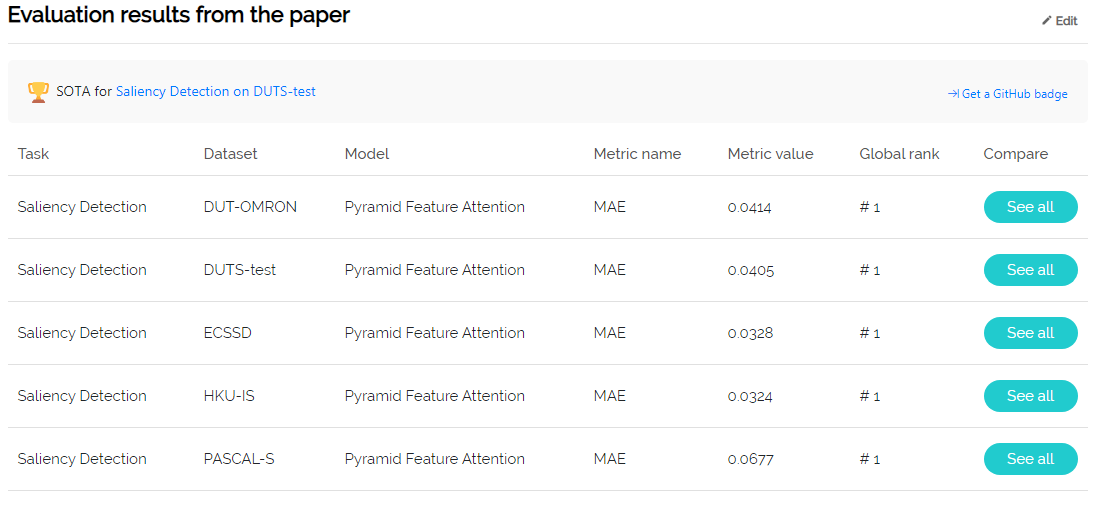 Evaluation results from the paper
Edit
SOTA for Saliency Detection on DUTS-test
Get a GitHub badge
Task Dataset Model Metric name Metric value Global rank Compare
Saliency Detection DUT-OMRON Pyramid Feature Attention MAE 0.0414 # 1 See all
Saliency Detection DUTS-test Pyramid Feature Attention MAE 0.0405 # 1 See all
Saliency Detection ECSSD Pyramid Feature Attention MAE 0.0328 # 1 See all
Saliency Detection HKU-IS Pyramid Feature Attention MAE 0.0324 # 1 See all
Saliency Detection PASCAL-S Pyramid Feature Attention MAE 0.0677 # 1 See all